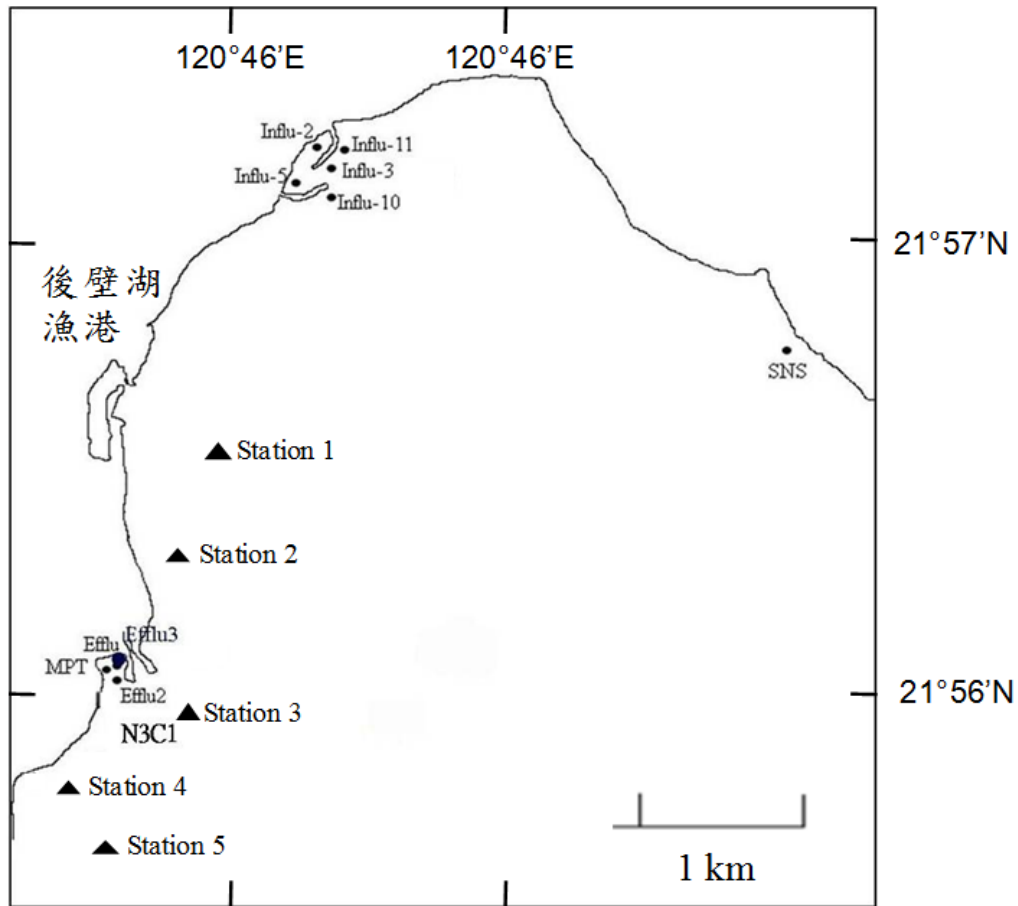 120°46’E
120°46’E
Influ-2
Influ-11
Influ-3
Influ-5
Influ-10
21°57’N
後壁湖
漁港
SNS
Station 1
Station 2
Efflu
Efflu3
MPT
Efflu2
21°56’N
Station 3
N3C1
Station 4
Station 5
1 km